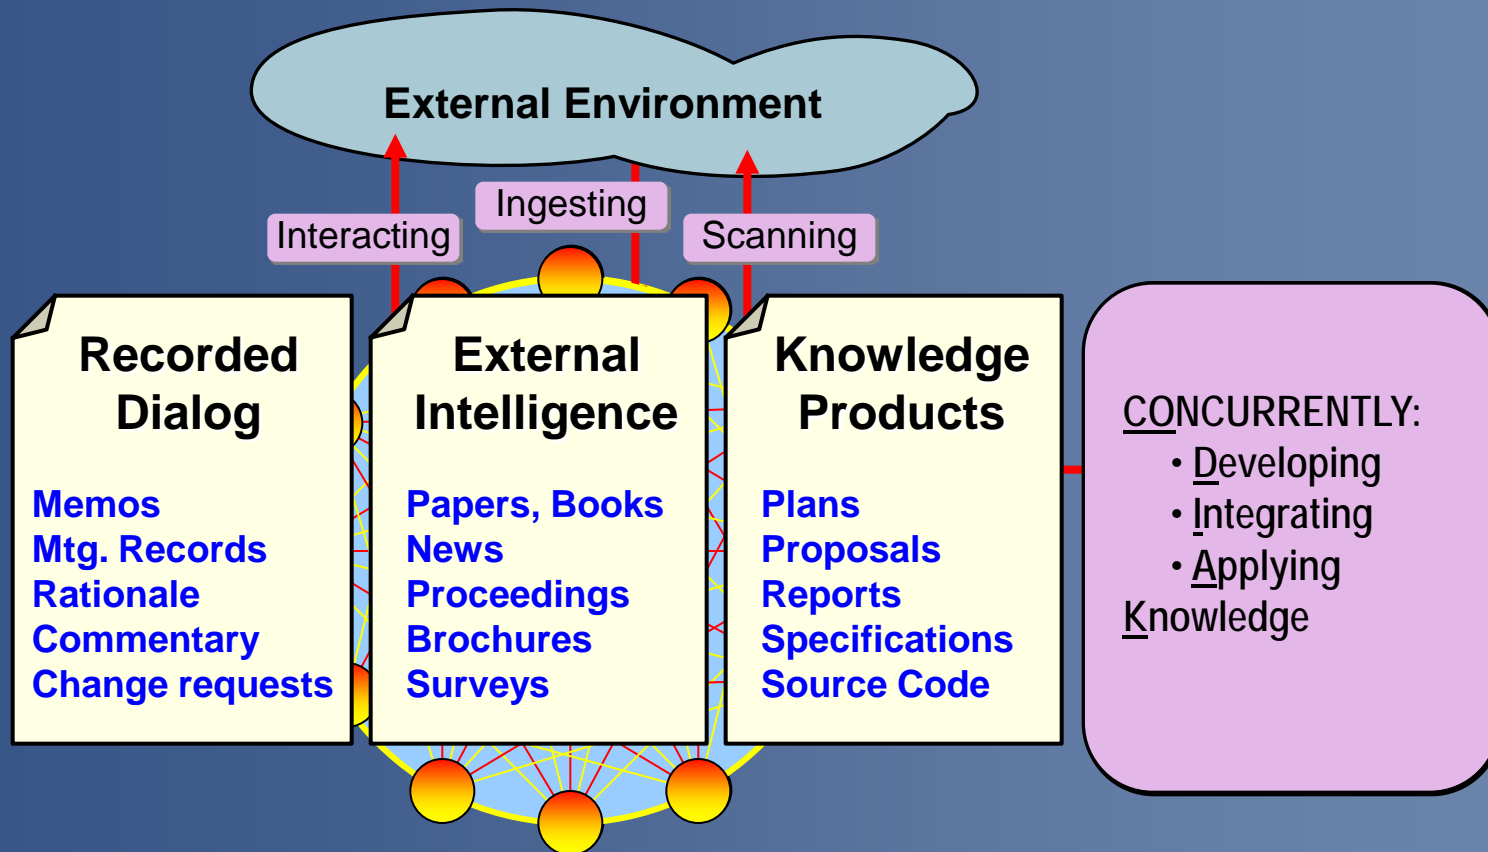 External Environment
Ingesting
Interacting
Scanning
Recorded
Dialog
Memos
Mtg. Records
Rationale
Commentary
Change requests
External
Intelligence
Papers, Books
News
Proceedings
Brochures
Surveys
Knowledge
Products
Plans
Proposals
Reports
Specifications
Source Code
CONCURRENTLY:
• Developing
• Integrating
• Applying
Knowledge